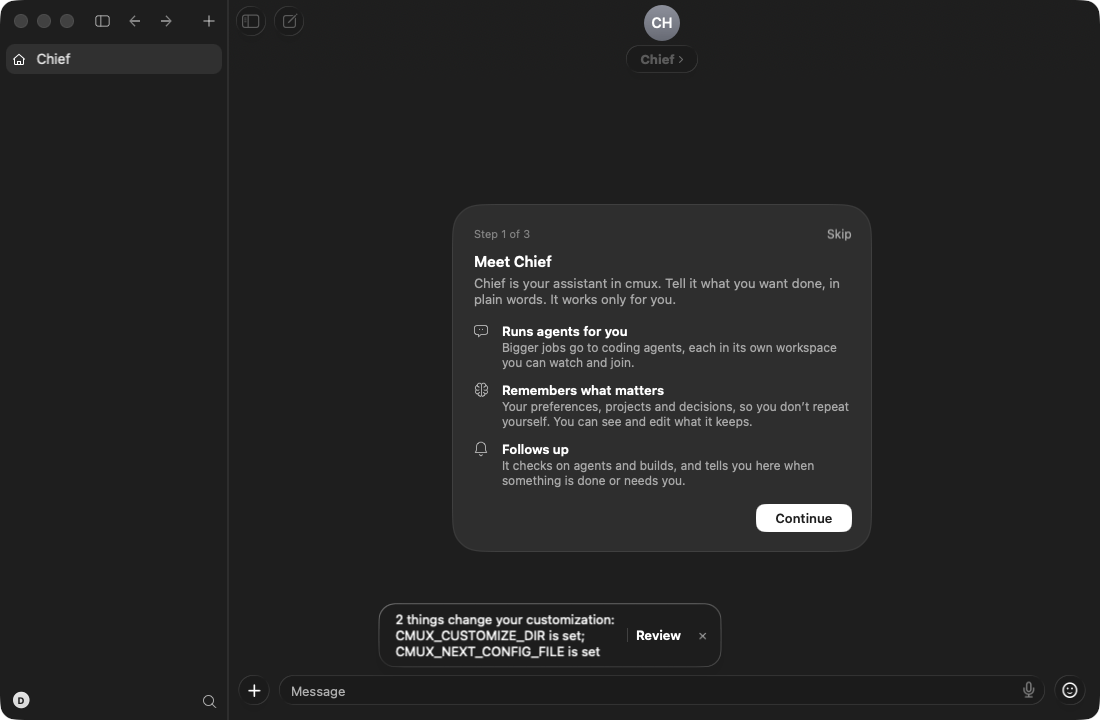 Chief
CH
Chief
Step 1 of 3
Skip
Meet Chief
Chief is your assistant in cmux. Tell it what you want done, in
plain words. It works only for you.
Runs agents for you
Bigger jobs go to coding agents, each in its own workspace
you can watch and join.
Remembers what matters
Your preferences, projects and decisions, so you don’t repeat
yourself. You can see and edit what it keeps.
Follows up
It checks on agents and builds, and tells you here when
something is done or needs you.
Continue
2 things change your customization:
CMUX_CUSTOMIZE_DIR is set;
CMUX_NEXT_CONFIG_FILE is set
Review
Message
D